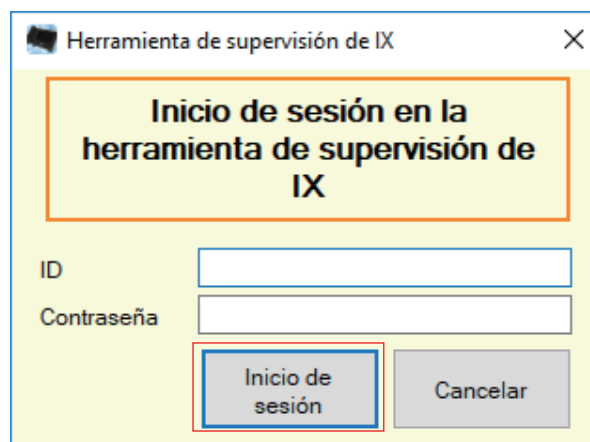 Herramienta de supervisión de IX
Inicio de sesión en la
herramienta de supervisión de
IX
ID
Contraseña
Inicio de
sesión
Cancelar